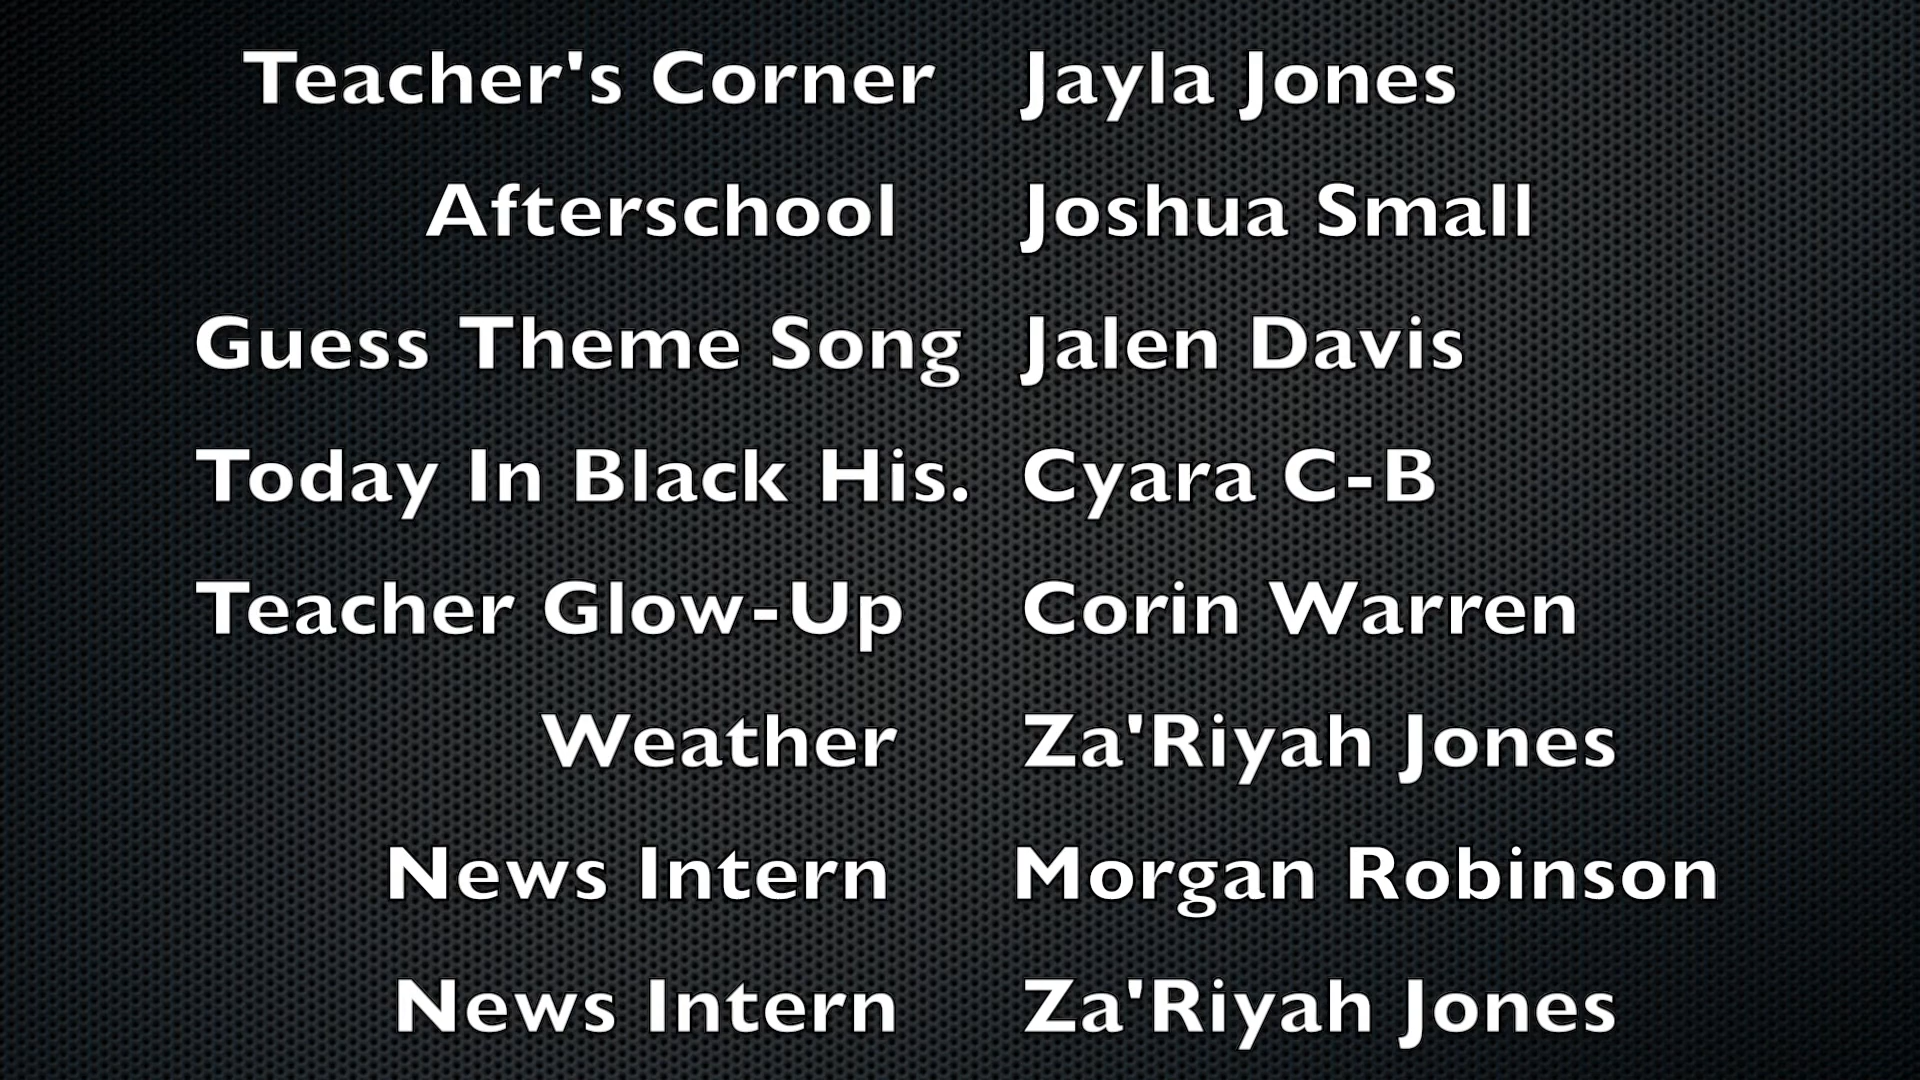 Teacher's Corner Jayla Jones
Afterschool Joshua Small
Guess Theme Song Jalen Davis
Today In Black His. Cyara C-B
Teacher Glow-Up Corin Warren
Weather Za'Riyah Jones
News Intern Morgan Robinson
News Intern Za'Riyah Jones